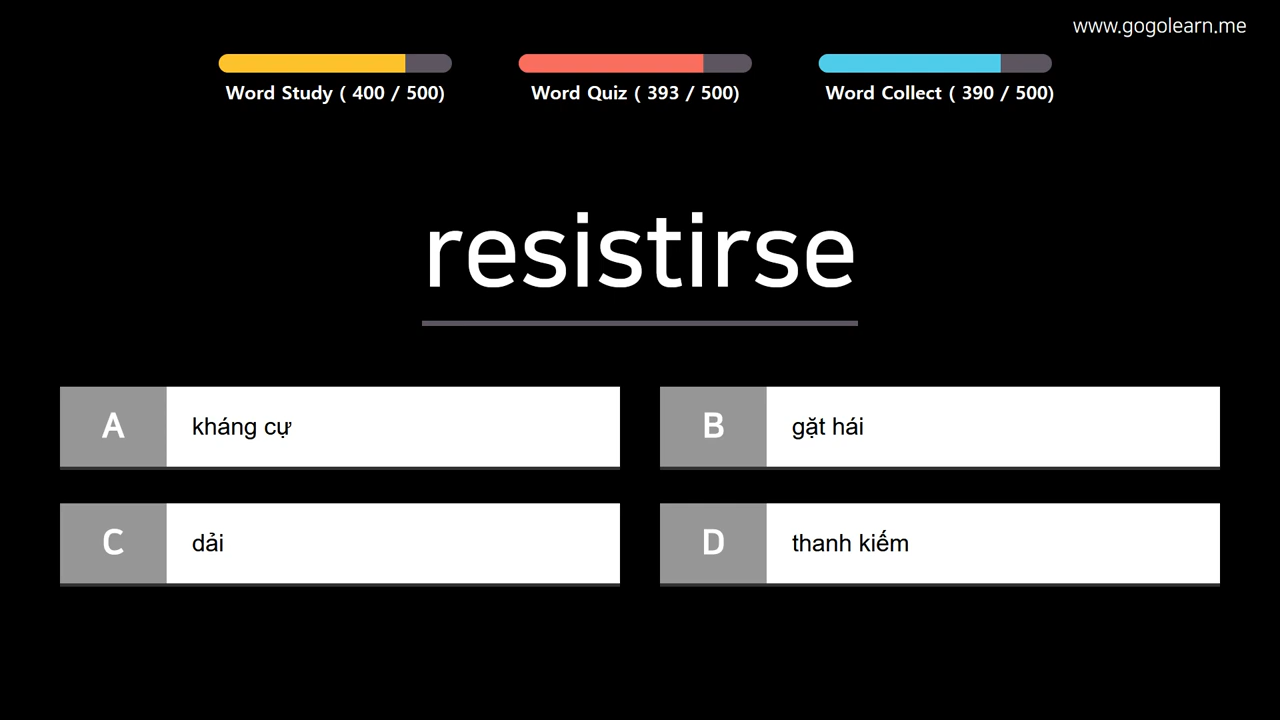 www.gogolearn.me
Word Study ( 400 / 500)
Word Quiz ( 393 / 500)
Word Collect ( 390 / 500)
resistirse
A kháng cự
B gặt hái
C dải
D thanh kiếm